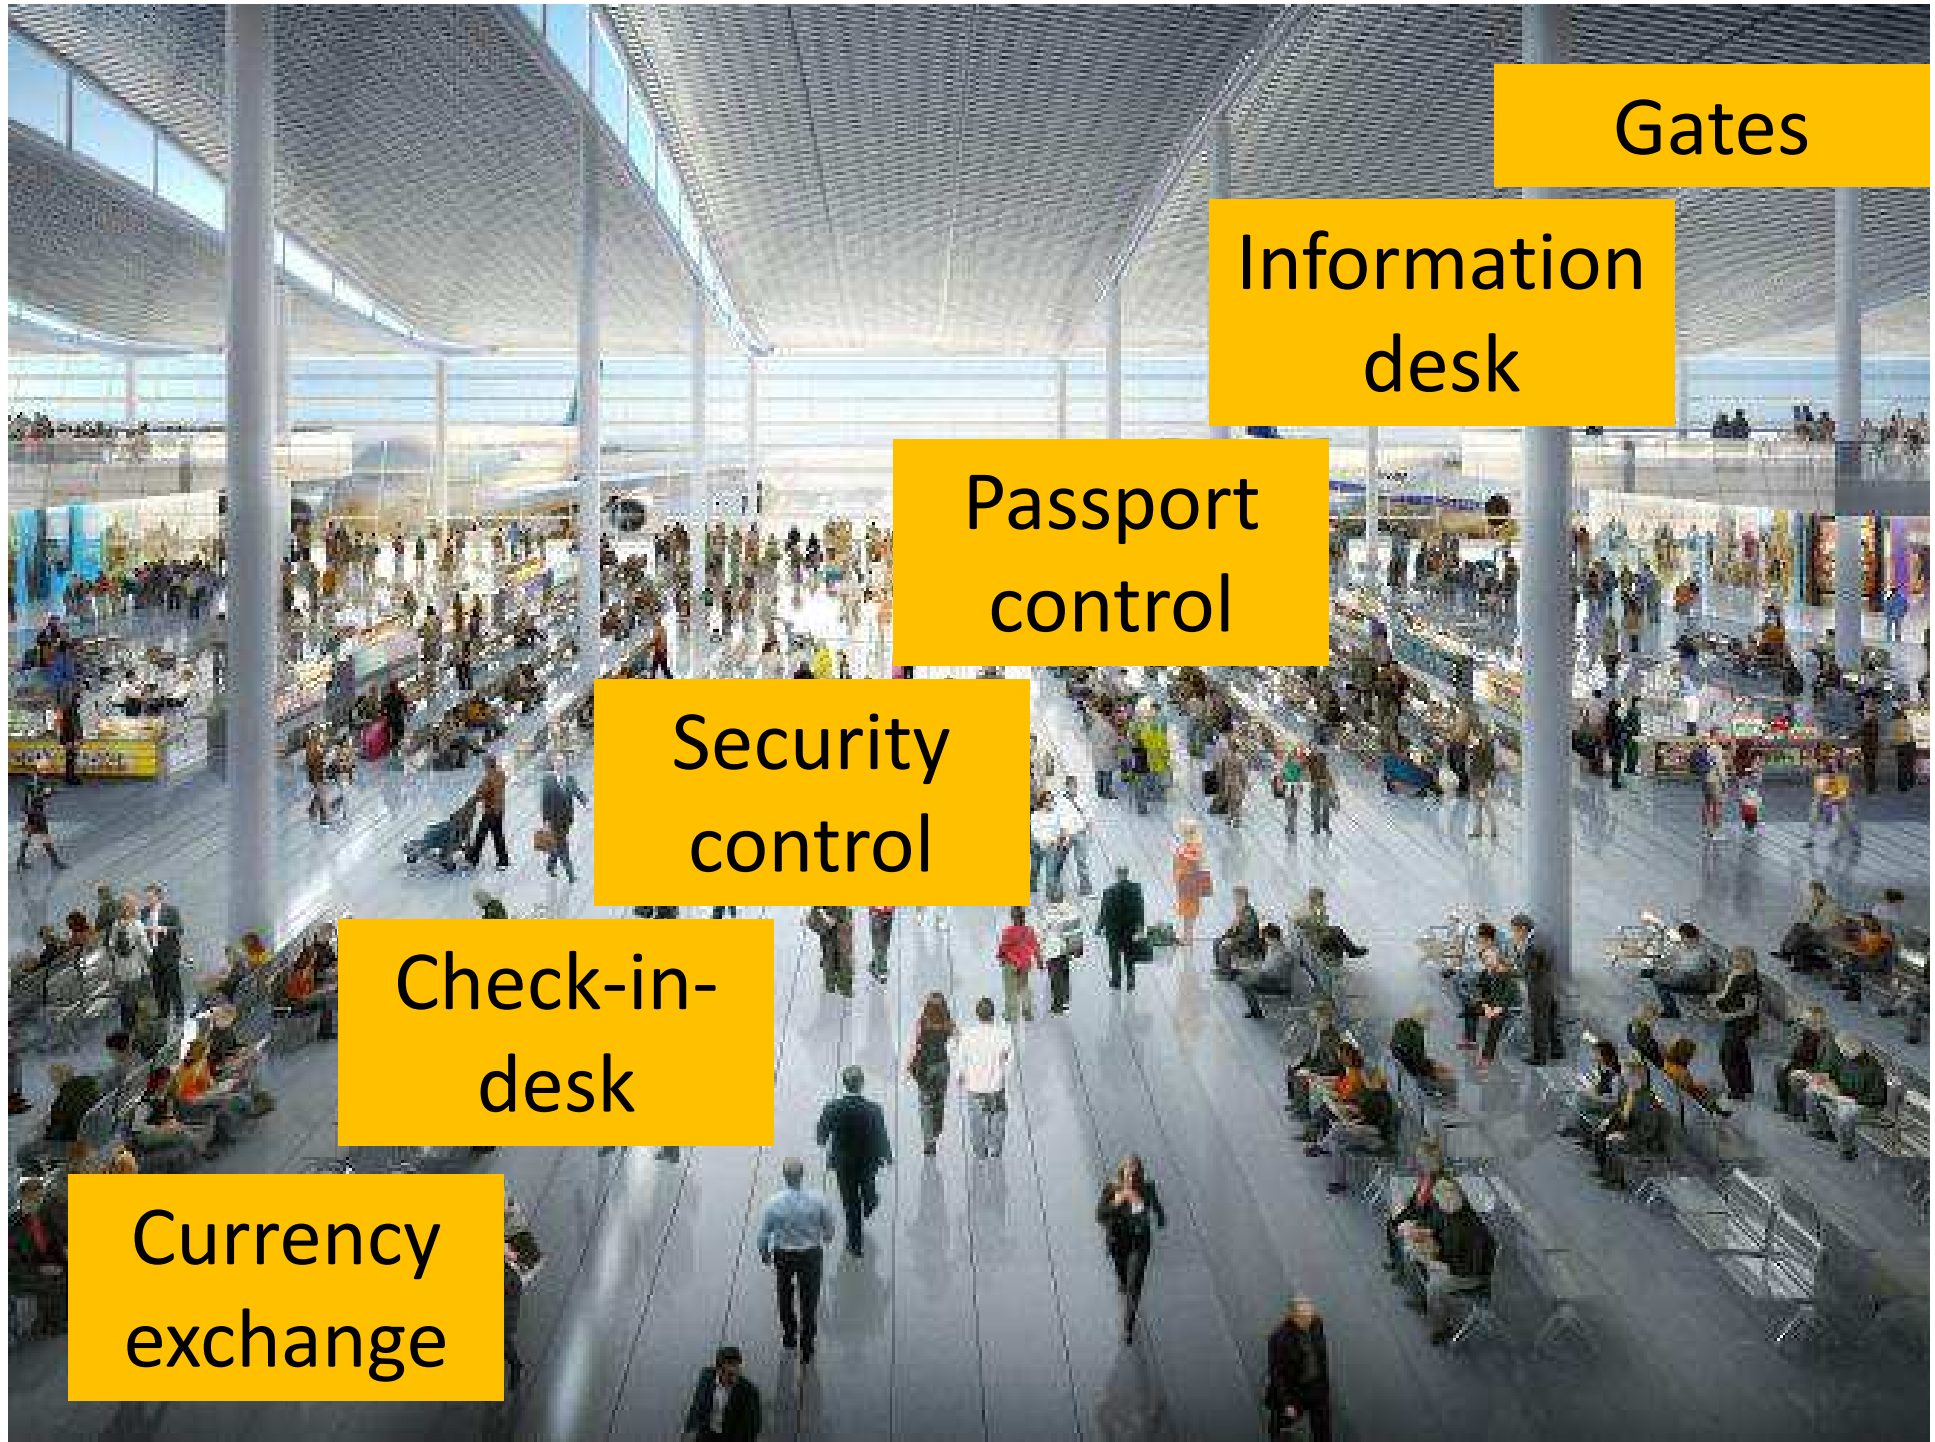 Gates
Information
desk
Passport
control
Security
control
Check-in-
desk
Currency
exchange